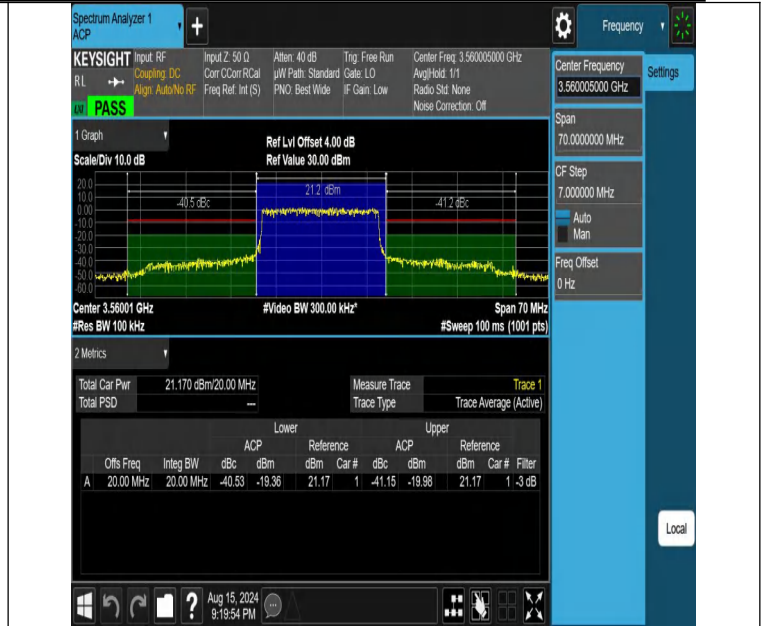 Spectrum Analyzer 1
ACP
+
Frequency
KEYSIGHT
RL
LXI
PASS
Input: RF
Coupling: DC
Align: Auto/No RF
Input Z: 50 Ω
Corr CCorr RCal
Freq Ref: Int (S)
Atten: 40 dB
µW Path: Standard
PNO: Best Wide
Trig: Free Run
Gate: LO
IF Gain: Low
Center Freq: 3.560005000 GHz
Avg|Hold: 1/1
Radio Std: None
Noise Correction: Off
Center Frequency
3.560005000 GHz
Settings
Span
70.0000000 MHz
CF Step
7.000000 MHz
Auto
Man
Freq Offset
0 Hz
Local
1 Graph
Scale/Div 10.0 dB
Ref Lvl Offset 4.00 dB
Ref Value 30.00 dBm
20.0
10.0
0.00
-10.0
-20.0
-30.0
-40.0
-50.0
-60.0
-40.5 dBc
21.2 dBm
-41.2 dBc
Center 3.56001 GHz
#Video BW 300.00 kHz*
Span 70 MHz
#Res BW 100 kHz
#Sweep 100 ms (1001 pts)
2 Metrics
Total Car Pwr 21.170 dBm/20.00 MHz
Total PSD ---
Measure Trace Trace 1
Trace Type Trace Average (Active)
Lower Upper
ACP Reference ACP Reference
Offs Freq Integ BW dBc dBm dBm Car # dBc dBm dBm Car # Filter
A 20.00 MHz 20.00 MHz -40.53 -19.36 21.17 1 -41.15 -19.98 21.17 1 -3 dB
?
Aug 15, 2024
9:19:54 PM